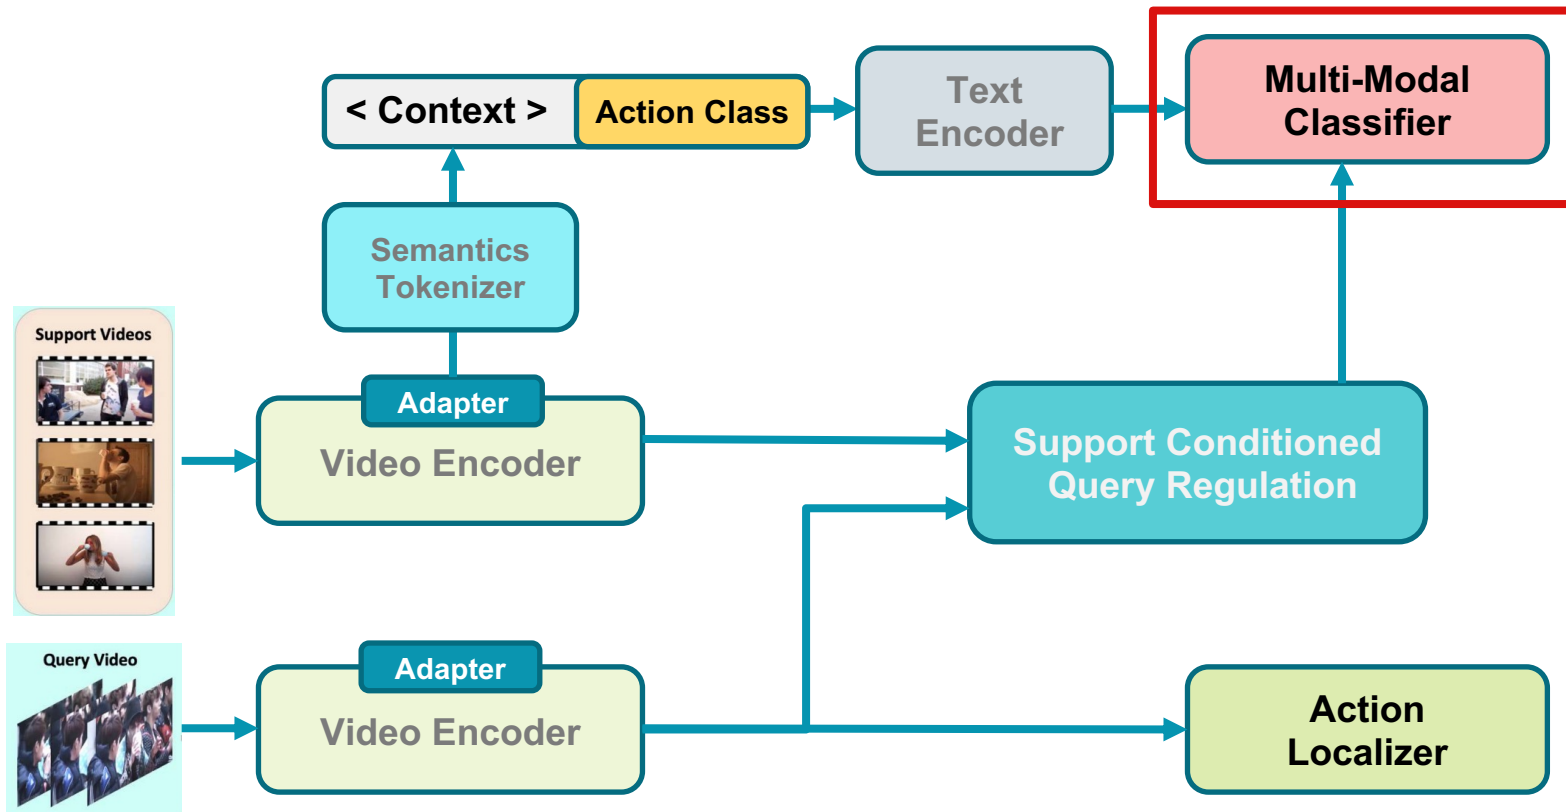 < Context >
Action Class
Text
Encoder
Multi-Modal
Classifier
Semantics
Tokenizer
Support Videos
Adapter
Video Encoder
Support Conditioned
Query Regulation
Query Video
Adapter
Video Encoder
Action
Localizer